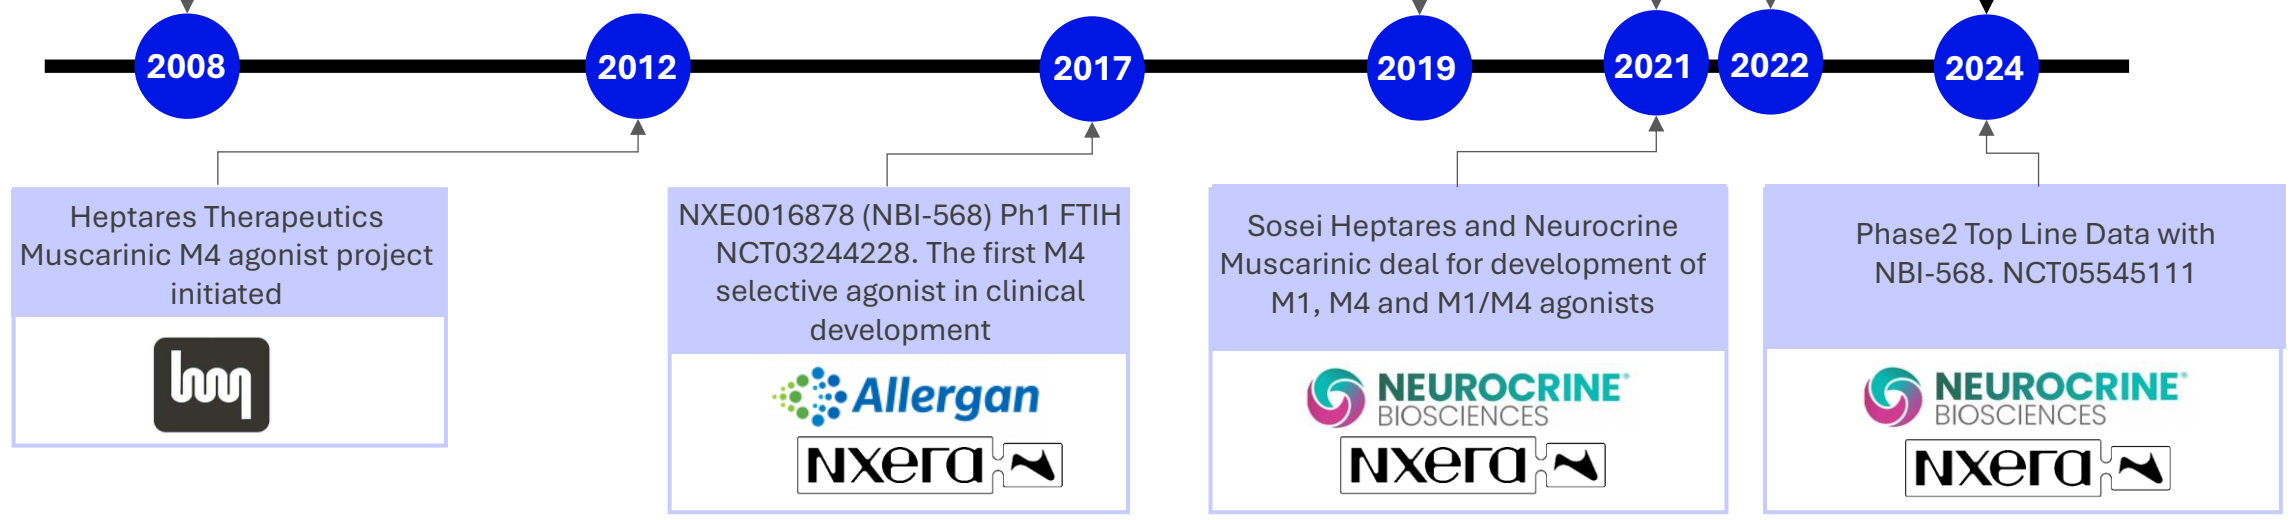 2008
2012
2017
2019
2021
2022
2024
Heptares Therapeutics
Muscarinic M4 agonist project
initiated
NXE0016878 (NBI-568) Ph1 FTIH
NCT03244228. The first M4
selective agonist in clinical
development
Allergan
Nxera
Sosei Heptares and Neurocrine
Muscarinic deal for development of
M1, M4 and M1/M4 agonists
NEUROCRINE®
BIOSCIENCES
Nxera
Phase2 Top Line Data with
NBI-568. NCT05545111
NEUROCRINE®
BIOSCIENCES
Nxera